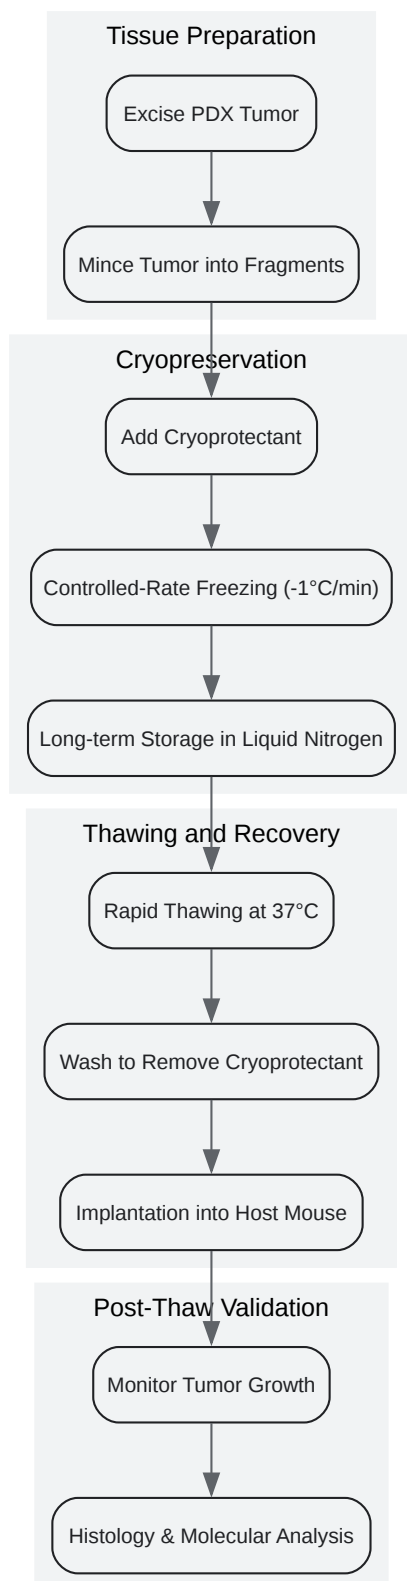 Tissue Preparation
Excise PDX Tumor
Mince Tumor into Fragments
Cryopreservation
Add Cryoprotectant
Controlled-Rate Freezing (-1°C/min)
Long-term Storage in Liquid Nitrogen
Thawing and Recovery
Rapid Thawing at 37°C
Wash to Remove Cryoprotectant
Implantation into Host Mouse
Post-Thaw Validation
Monitor Tumor Growth
Histology & Molecular Analysis